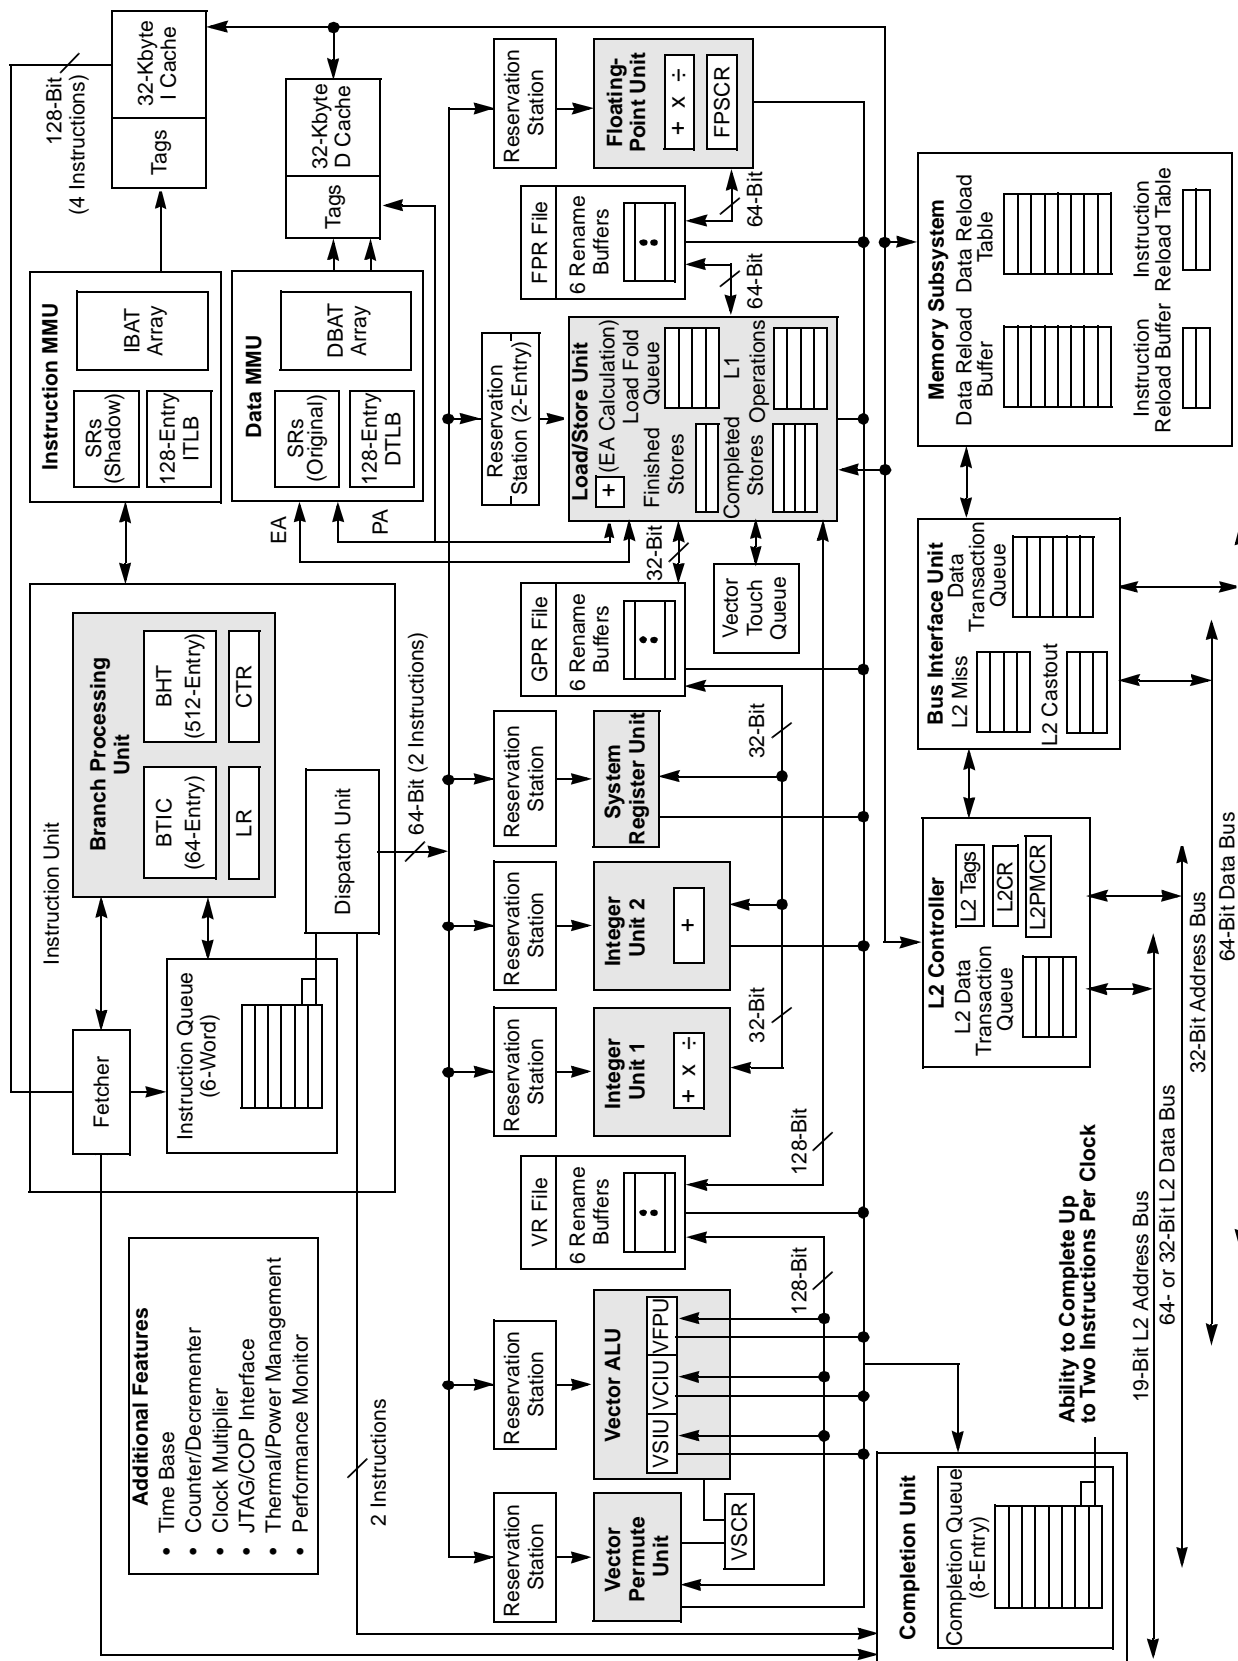 Additional Features
• Time Base
• Counter/Decrementer
• Clock Multiplier
• JTAG/COP Interface
• Thermal/Power Management
• Performance Monitor
Instruction Unit
Fetcher
Instruction Queue
(6-Word)
Branch Processing
Unit
BTIC
(64-Entry)
BHT
(512-Entry)
LR
CTR
Dispatch Unit
128-Bit
(4 Instructions)
Instruction MMU
SRs
(Shadow)
128-Entry
ITLB
IBAT
Array
Tags
32-Kbyte
I Cache
Data MMU
SRs
(Original)
128-Entry
DTLB
DBAT
Array
Tags
32-Kbyte
D Cache
EA
PA
2 Instructions
64-Bit (2 Instructions)
Reservation
Station
Reservation
Station
Reservation
Station
Reservation
Station
Reservation
Station
Reservation
Station (2-Entry)
Reservation
Station
Vector
Permute
Unit
VSCR
Vector ALU
VSIU
VCIU
VFPU
VR File
6 Rename
Buffers
128-Bit
128-Bit
Integer
Unit 1
+ x ÷
Integer
Unit 2
+
System
Register Unit
32-Bit
32-Bit
GPR File
6 Rename
Buffers
32-Bit
Vector
Touch
Queue
Load/Store Unit
+
(EA Calculation)
Load Fold
Queue
Finished
Stores
L1
Operations
Completed
Stores
FPR File
6 Rename
Buffers
64-Bit
64-Bit
Floating-
Point Unit
+ x ÷
FPSCR
Completion Unit
Completion Queue
(8-Entry)
Ability to Complete Up
to Two Instructions Per Clock
L2 Controller
L2 Data
Transaction
Queue
L2 Tags
L2CR
L2PMCR
Bus Interface Unit
L2 Miss
Data
Transaction
Queue
L2 Castout
Memory Subsystem
Data Reload
Buffer
Data Reload
Table
Instruction
Reload Buffer
Instruction
Reload Table
19-Bit L2 Address Bus
64- or 32-Bit L2 Data Bus
32-Bit Address Bus
64-Bit Data Bus